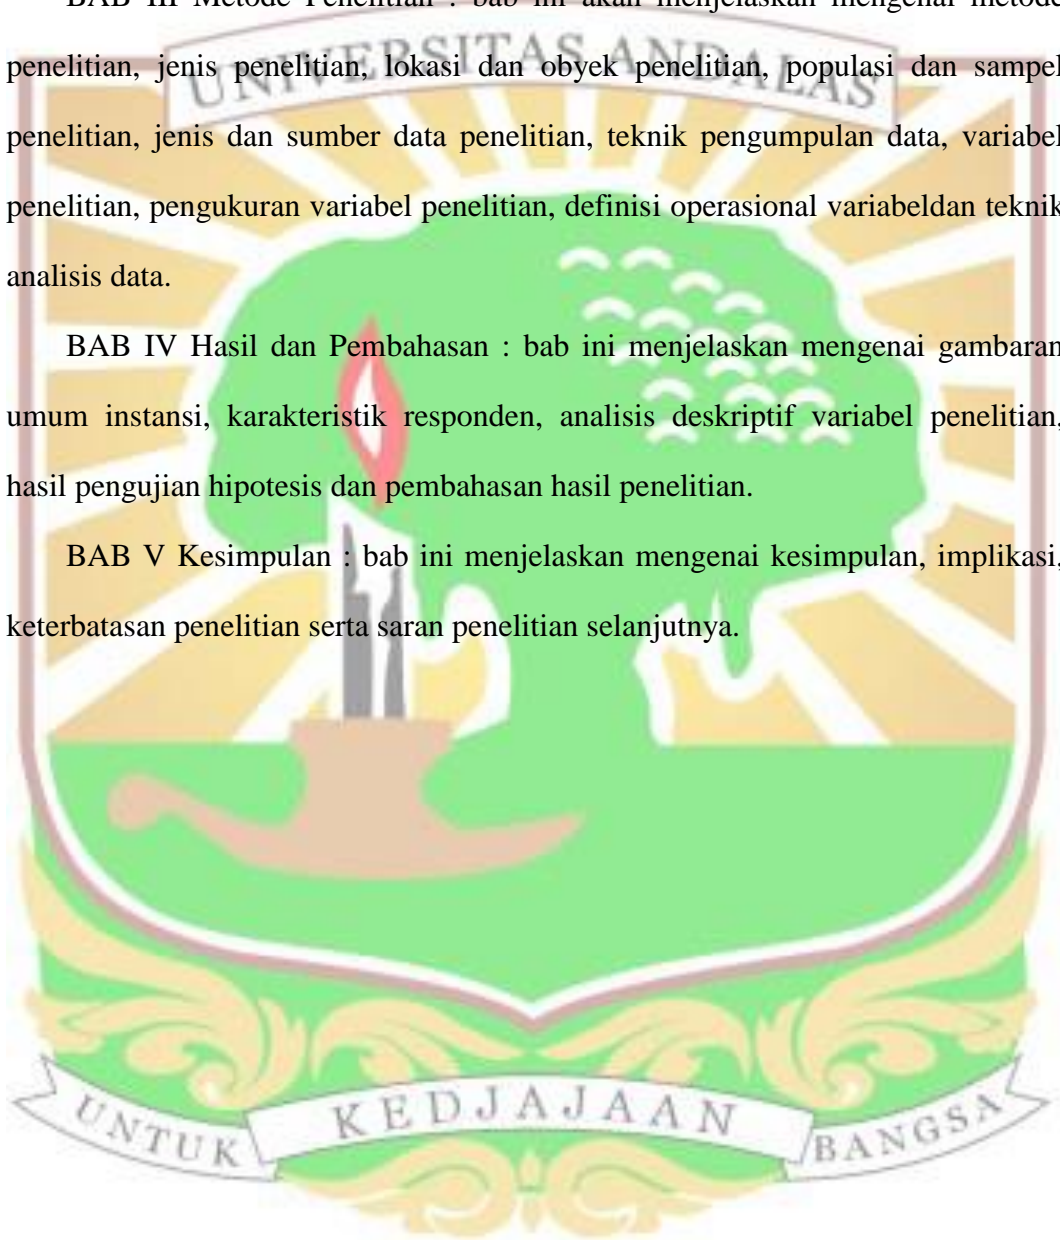 BAB III Metode Penelitian : bab ini akan menjelaskan mengenai metode
UNIVERSITAS ANDALAS
penelitian, jenis penelitian, lokasi dan obyek penelitian, populasi dan sampel
penelitian, jenis dan sumber data penelitian, teknik pengumpulan data, variabel
penelitian, pengukuran variabel penelitian, definisi operasional variabeldan teknik
analisis data.
BAB IV Hasil dan Pembahasan : bab ini menjelaskan mengenai gambaran
umum instansi, karakteristik responden, analisis deskriptif variabel penelitian,
hasil pengujian hipotesis dan pembahasan hasil penelitian.
BAB V Kesimpulan : bab ini menjelaskan mengenai kesimpulan, implikasi,
keterbatasan penelitian serta saran penelitian selanjutnya.
UNTUK KEDJAJAAN BANGSA